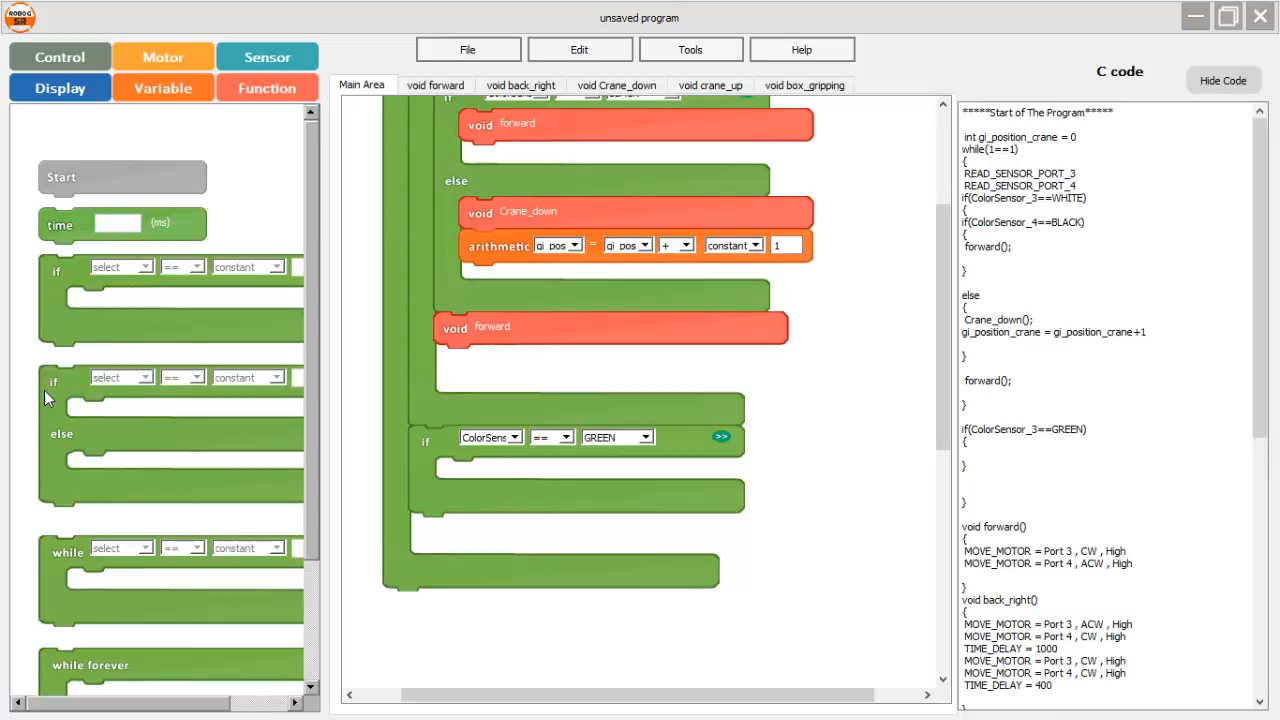 ROBO G
SR
unsaved program
Control Motor Sensor
Display Variable Function
File Edit Tools Help
Main Area void forward void back_right void Crane_down void crane_up void box_gripping
C code
Hide Code
Start
time (ms)
if select == constant
if select == constant
else
while select == constant
while forever
if
void forward
else
void Crane_down
arithmetic gi_pos = gi_pos + constant 1
void forward
if ColorSens == GREEN >>
*****Start of The Program*****
int gi_position_crane = 0
while(1==1)
{
READ_SENSOR_PORT_3
READ_SENSOR_PORT_4
if(ColorSensor_3==WHITE)
{
if(ColorSensor_4==BLACK)
{
forward();
}
else
{
Crane_down();
gi_position_crane = gi_position_crane+1
}
forward();
}
if(ColorSensor_3==GREEN)
{
}
}
void forward()
{
MOVE_MOTOR = Port 3 , CW , High
MOVE_MOTOR = Port 4 , ACW , High
}
void back_right()
{
MOVE_MOTOR = Port 3 , ACW , High
MOVE_MOTOR = Port 4 , CW , High
TIME_DELAY = 1000
MOVE_MOTOR = Port 3 , CW , High
MOVE_MOTOR = Port 4 , CW , High
TIME_DELAY = 400
}